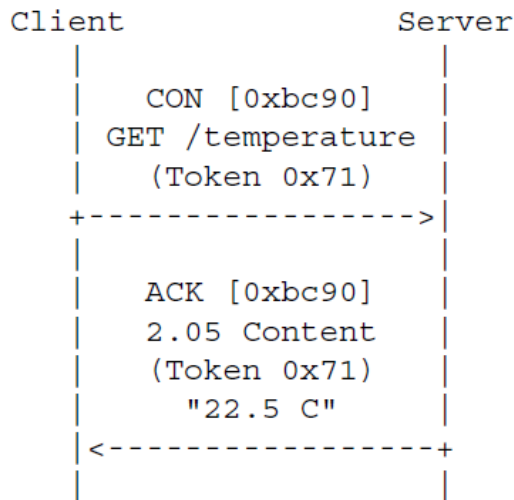 Client Server
CON [0xbc90]
GET /temperature
(Token 0x71)
ACK [0xbc90]
2.05 Content
(Token 0x71)
"22.5 C"